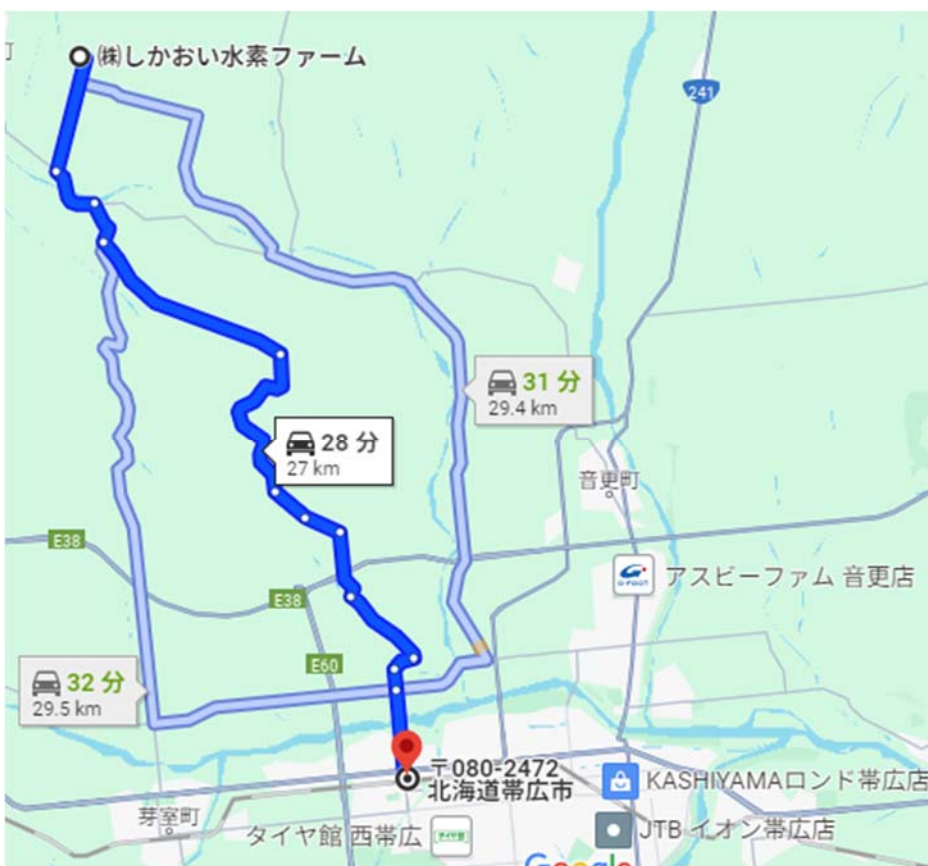 町
㈱しかおい水素ファーム
241
31 分
29.4 km
28 分
27 km
音更町
E38
アスビーファム 音更店
E38
E60
32 分
29.5 km
〒080-2472
北海道帯広市
KASHIYAMAロンド帯広店
芽室町
タイヤ館 西帯広
JTB イオン帯広店
Google